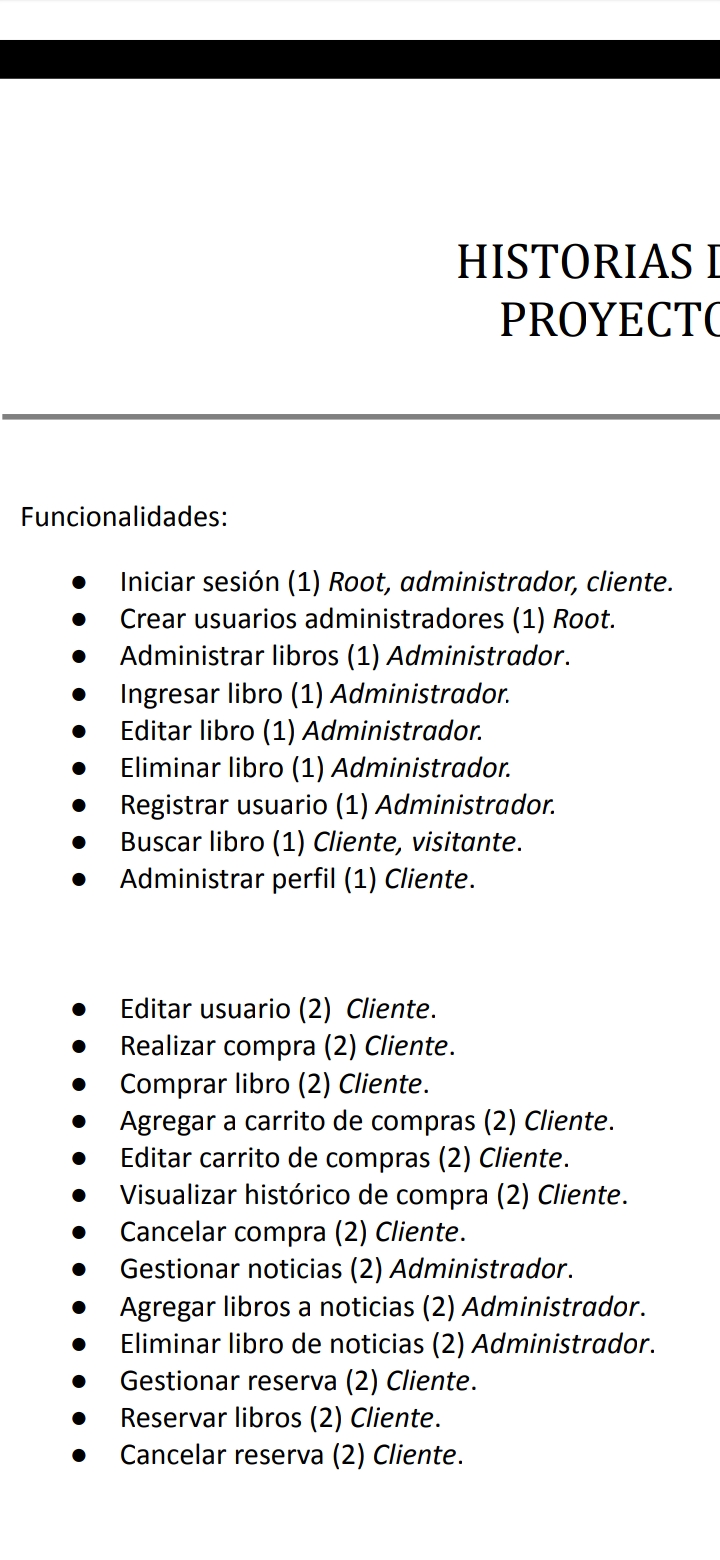 HISTORIAS
PROYECTO
Funcionalidades:
● Iniciar sesión (1) Root, administrador, cliente.
● Crear usuarios administradores (1) Root.
● Administrar libros (1) Administrador.
● Ingresar libro (1) Administrador.
● Editar libro (1) Administrador.
● Eliminar libro (1) Administrador.
● Registrar usuario (1) Administrador.
● Buscar libro (1) Cliente, visitante.
● Administrar perfil (1) Cliente.
● Editar usuario (2)  Cliente.
● Realizar compra (2) Cliente.
● Comprar libro (2) Cliente.
● Agregar a carrito de compras (2) Cliente.
● Editar carrito de compras (2) Cliente.
● Visualizar histórico de compra (2) Cliente.
● Cancelar compra (2) Cliente.
● Gestionar noticias (2) Administrador.
● Agregar libros a noticias (2) Administrador.
● Eliminar libro de noticias (2) Administrador.
● Gestionar reserva (2) Cliente.
● Reservar libros (2) Cliente.
● Cancelar reserva (2) Cliente.